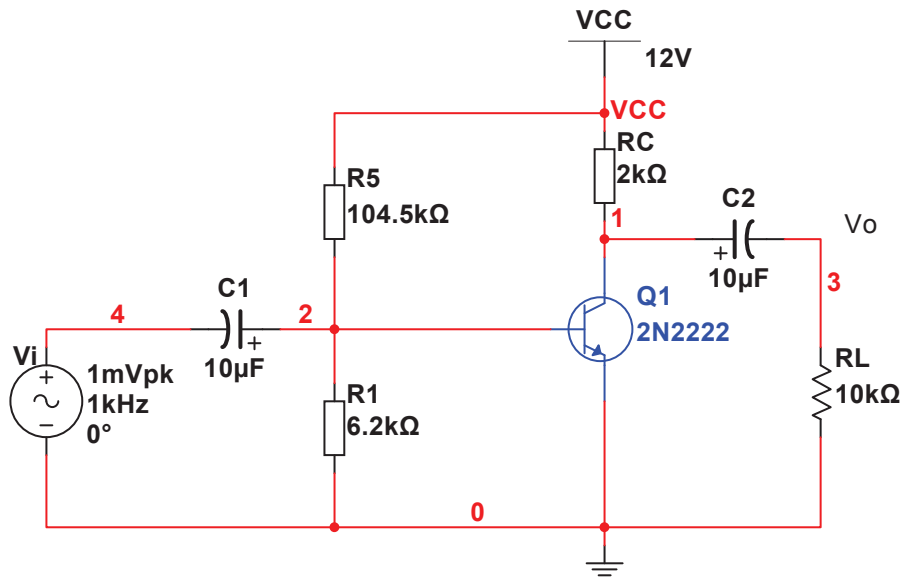 VCC
12V
VCC
RC
2kΩ
R5
104.5kΩ
1
C2
+
10µF
Vo
3
C1
+
10µF
4
2
Q1
2N2222
Vi
+
1mVpk
1kHz
0°
R1
6.2kΩ
RL
10kΩ
0